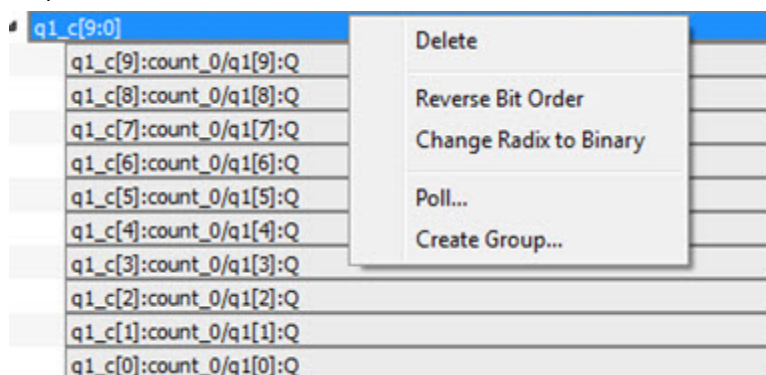 q1_c[9:0]
Delete
q1_c[9]:count_0/q1[9]:Q
q1_c[8]:count_0/q1[8]:Q
Reverse Bit Order
q1_c[7]:count_0/q1[7]:Q
Change Radix to Binary
q1_c[6]:count_0/q1[6]:Q
q1_c[5]:count_0/q1[5]:Q
Poll...
q1_c[4]:count_0/q1[4]:Q
Create Group...
q1_c[3]:count_0/q1[3]:Q
q1_c[2]:count_0/q1[2]:Q
q1_c[1]:count_0/q1[1]:Q
q1_c[0]:count_0/q1[0]:Q